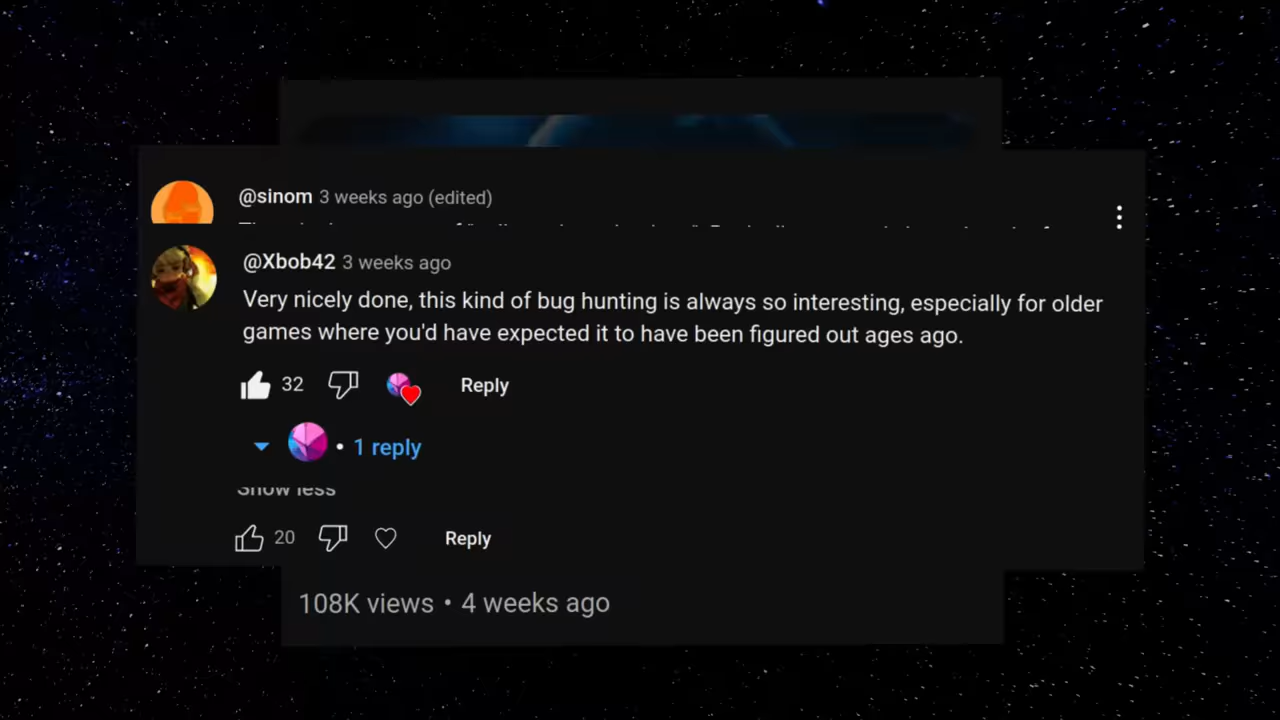 @sinom 3 weeks ago (edited)
@Xbob42 3 weeks ago
Very nicely done, this kind of bug hunting is always so interesting, especially for older
games where you'd have expected it to have been figured out ages ago.
32 Reply
• 1 reply
Show less
20 Reply
108K views • 4 weeks ago